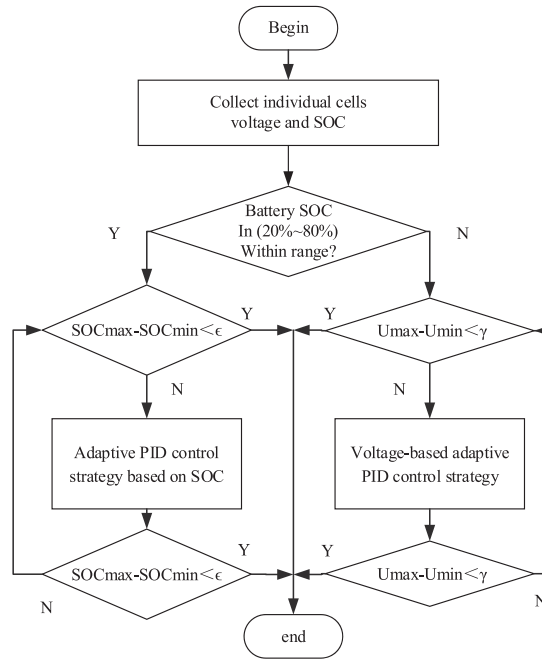 Begin
Collect individual cells
voltage and SOC
Battery SOC
In (20%~80%)
Within range?
Y
N
SOCmax-SOCmin<ϵ
Y
Y
Umax-Umin<γ
N
N
Adaptive PID control
strategy based on SOC
Voltage-based adaptive
PID control strategy
SOCmax-SOCmin<ϵ
Y
Y
Umax-Umin<γ
N
N
end